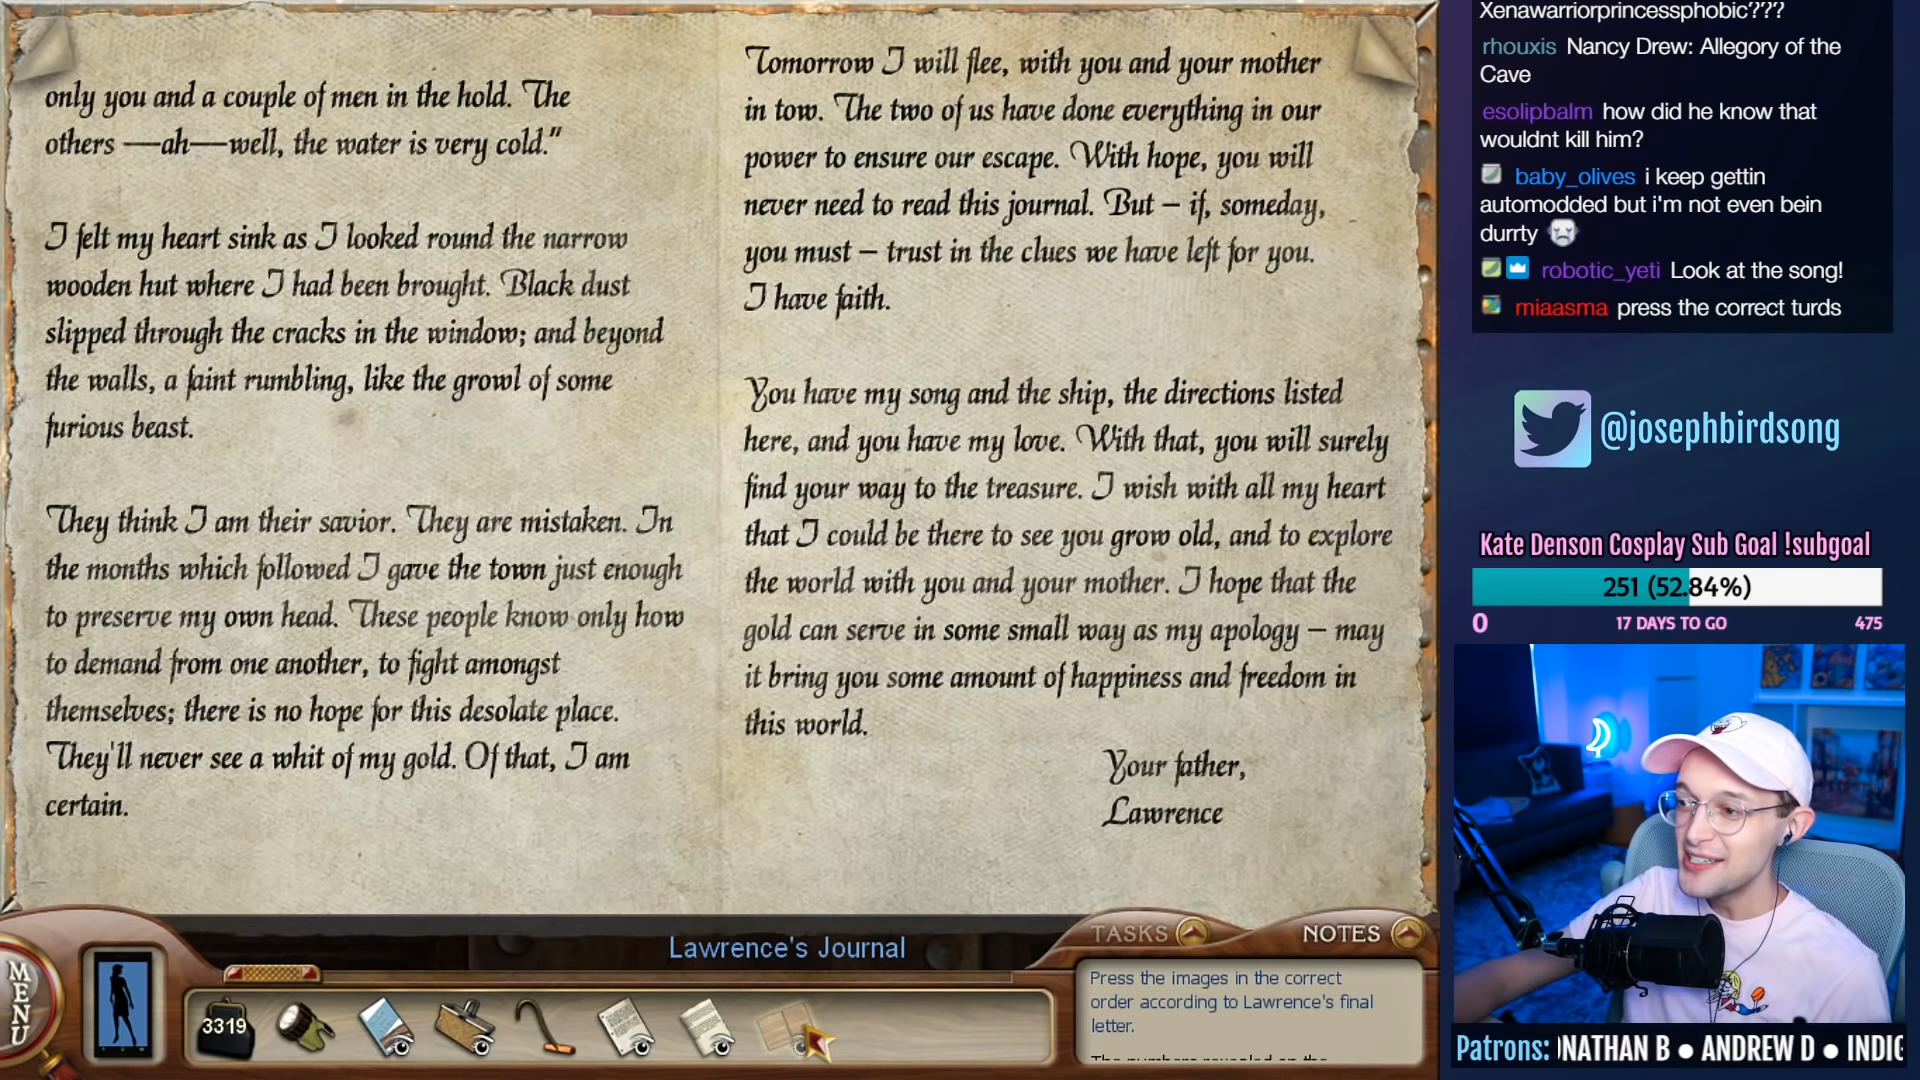 only you and a couple of men in the hold. The
others —ah—well, the water is very cold."
I felt my heart sink as I looked round the narrow
wooden hut where I had been brought. Black dust
slipped through the cracks in the window; and beyond
the walls, a faint rumbling, like the growl of some
furious beast.
They think I am their savior. They are mistaken. In
the months which followed I gave the town just enough
to preserve my own head. These people know only how
to demand from one another, to fight amongst
themselves; there is no hope for this desolate place.
They'll never see a whit of my gold. Of that, I am
certain.
Tomorrow I will flee, with you and your mother
in tow. The two of us have done everything in our
power to ensure our escape. With hope, you will
never need to read this journal. But – if, someday,
you must – trust in the clues we have left for you.
I have faith.
You have my song and the ship, the directions listed
here, and you have my love. With that, you will surely
find your way to the treasure. I wish with all my heart
that I could be there to see you grow old, and to explore
the world with you and your mother. I hope that the
gold can serve in some small way as my apology – may
it bring you some amount of happiness and freedom in
this world.
Your father,
Lawrence
Lawrence's Journal
MENU
3319
TASKS
NOTES
Press the images in the correct
order according to Lawrence's final
letter.
Xenawarriorprincessphobic???
rhouxis Nancy Drew: Allegory of the
Cave
esolipbalm how did he know that
wouldnt kill him?
baby_olives i keep gettin
automodded but i'm not even bein
durrty
robotic_yeti Look at the song!
miaasma press the correct turds
@josephbirdsong
Kate Denson Cosplay Sub Goal !subgoal
251 (52.84%)
0 17 DAYS TO GO 475
Patrons: NATHAN B ● ANDREW D ● INDIG